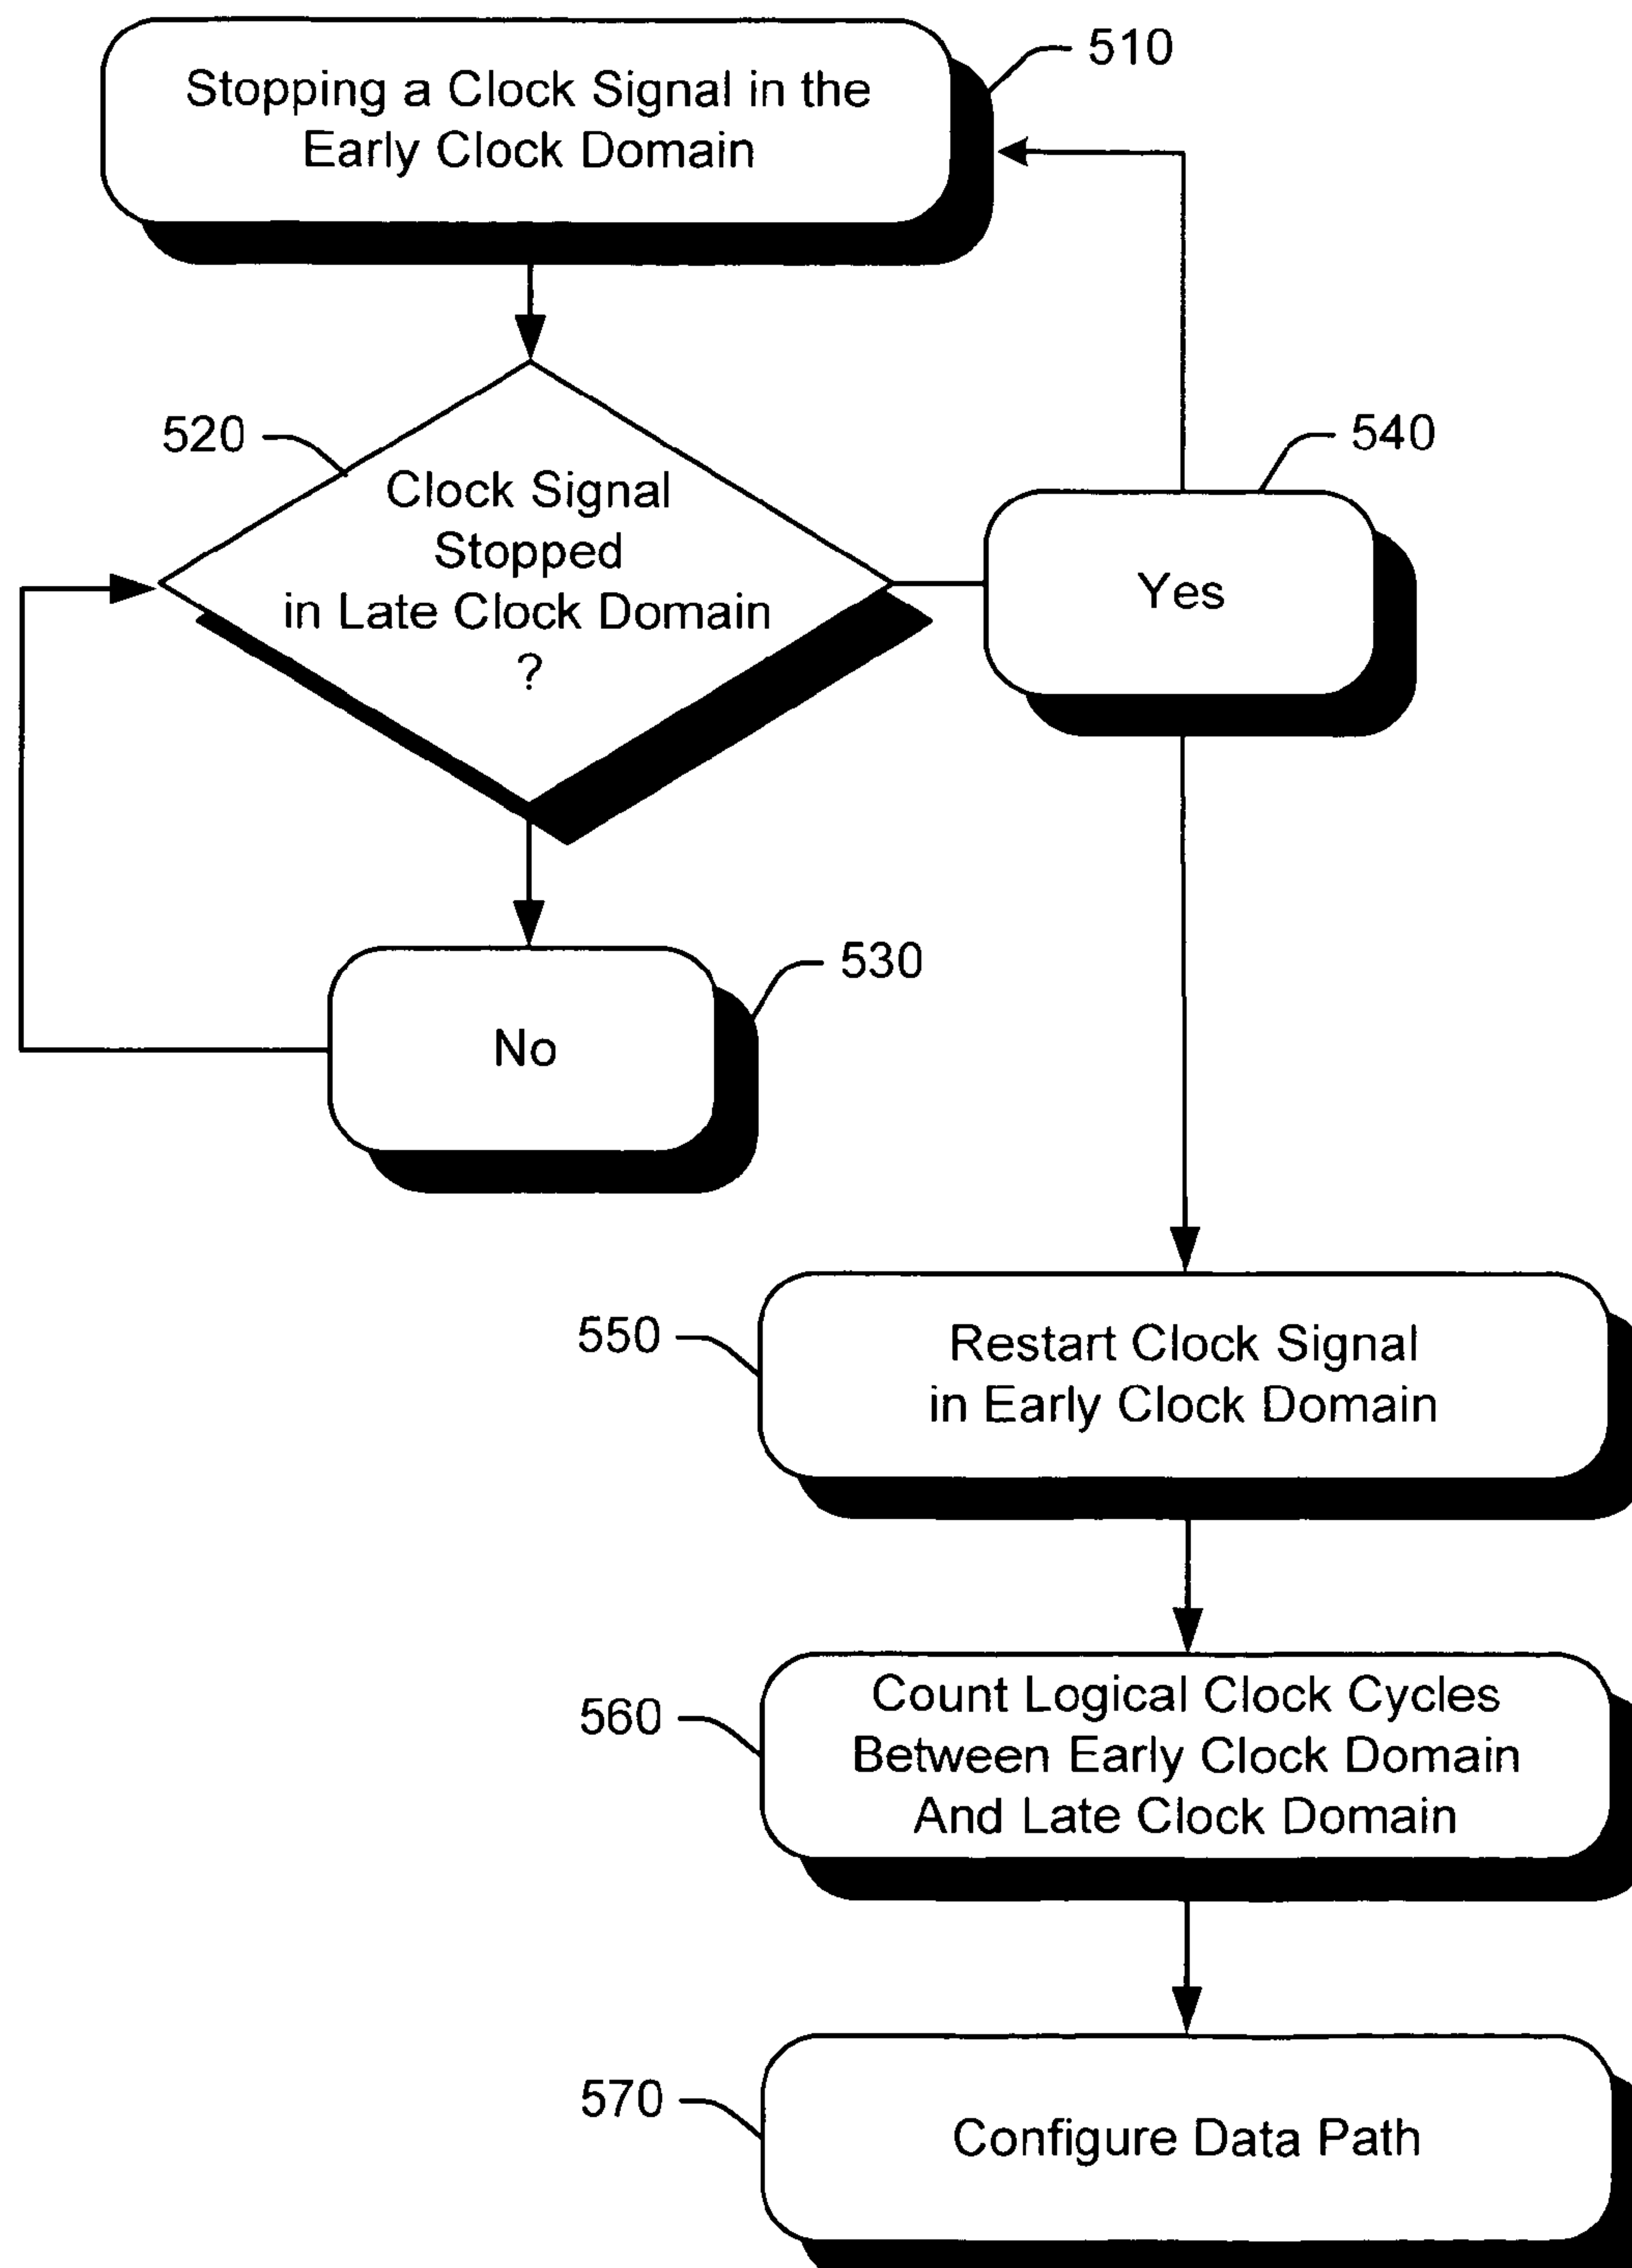 510
Stopping a Clock Signal in the
Early Clock Domain
520
540
Clock Signal
Stopped
in Late Clock Domain
?
Yes
530
No
550
Restart Clock Signal
in Early Clock Domain
560
Count Logical Clock Cycles
Between Early Clock Domain
And Late Clock Domain
570
Configure Data Path